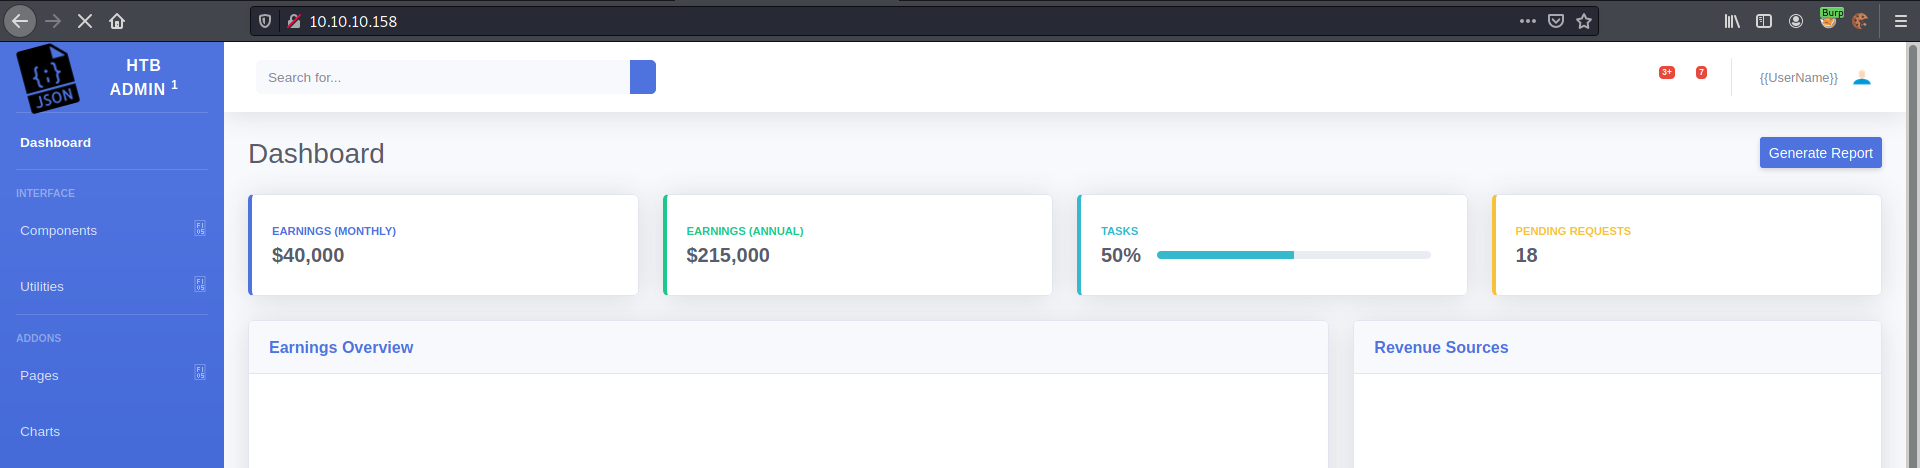 Burp
10.10.10.158
{;}
JSON
HTB
ADMIN 1
Search for...
3+
7
{{UserName}}
Dashboard
INTERFACE
Components
Utilities
ADDONS
Pages
Charts
Dashboard
Generate Report
EARNINGS (MONTHLY)
$40,000
EARNINGS (ANNUAL)
$215,000
TASKS
50%
PENDING REQUESTS
18
Earnings Overview
Revenue Sources